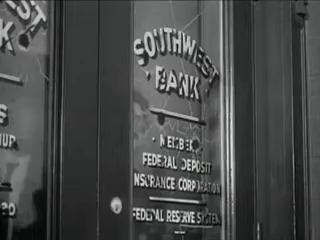 SOUTHWEST
BANK
· MEMBER ·
FEDERAL DEPOSIT
INSURANCE CORPORATION
FEDERAL RESERVE SYSTEM